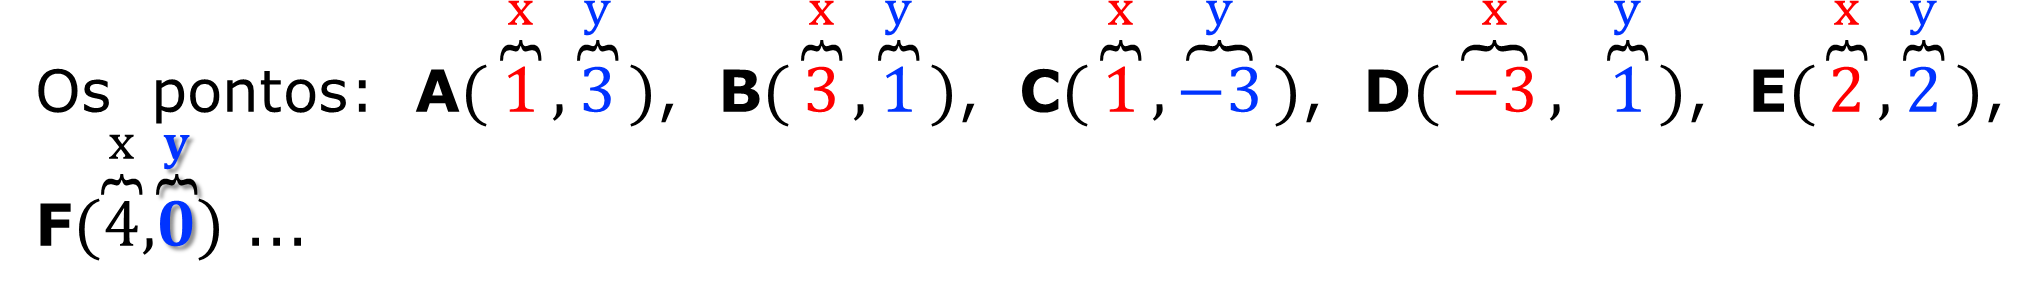 x y x y x y x y x y
Os pontos: A(1,3), B(3,1), C(1,−3), D(−3, 1), E(2,2),
x y
F(4,0) ...